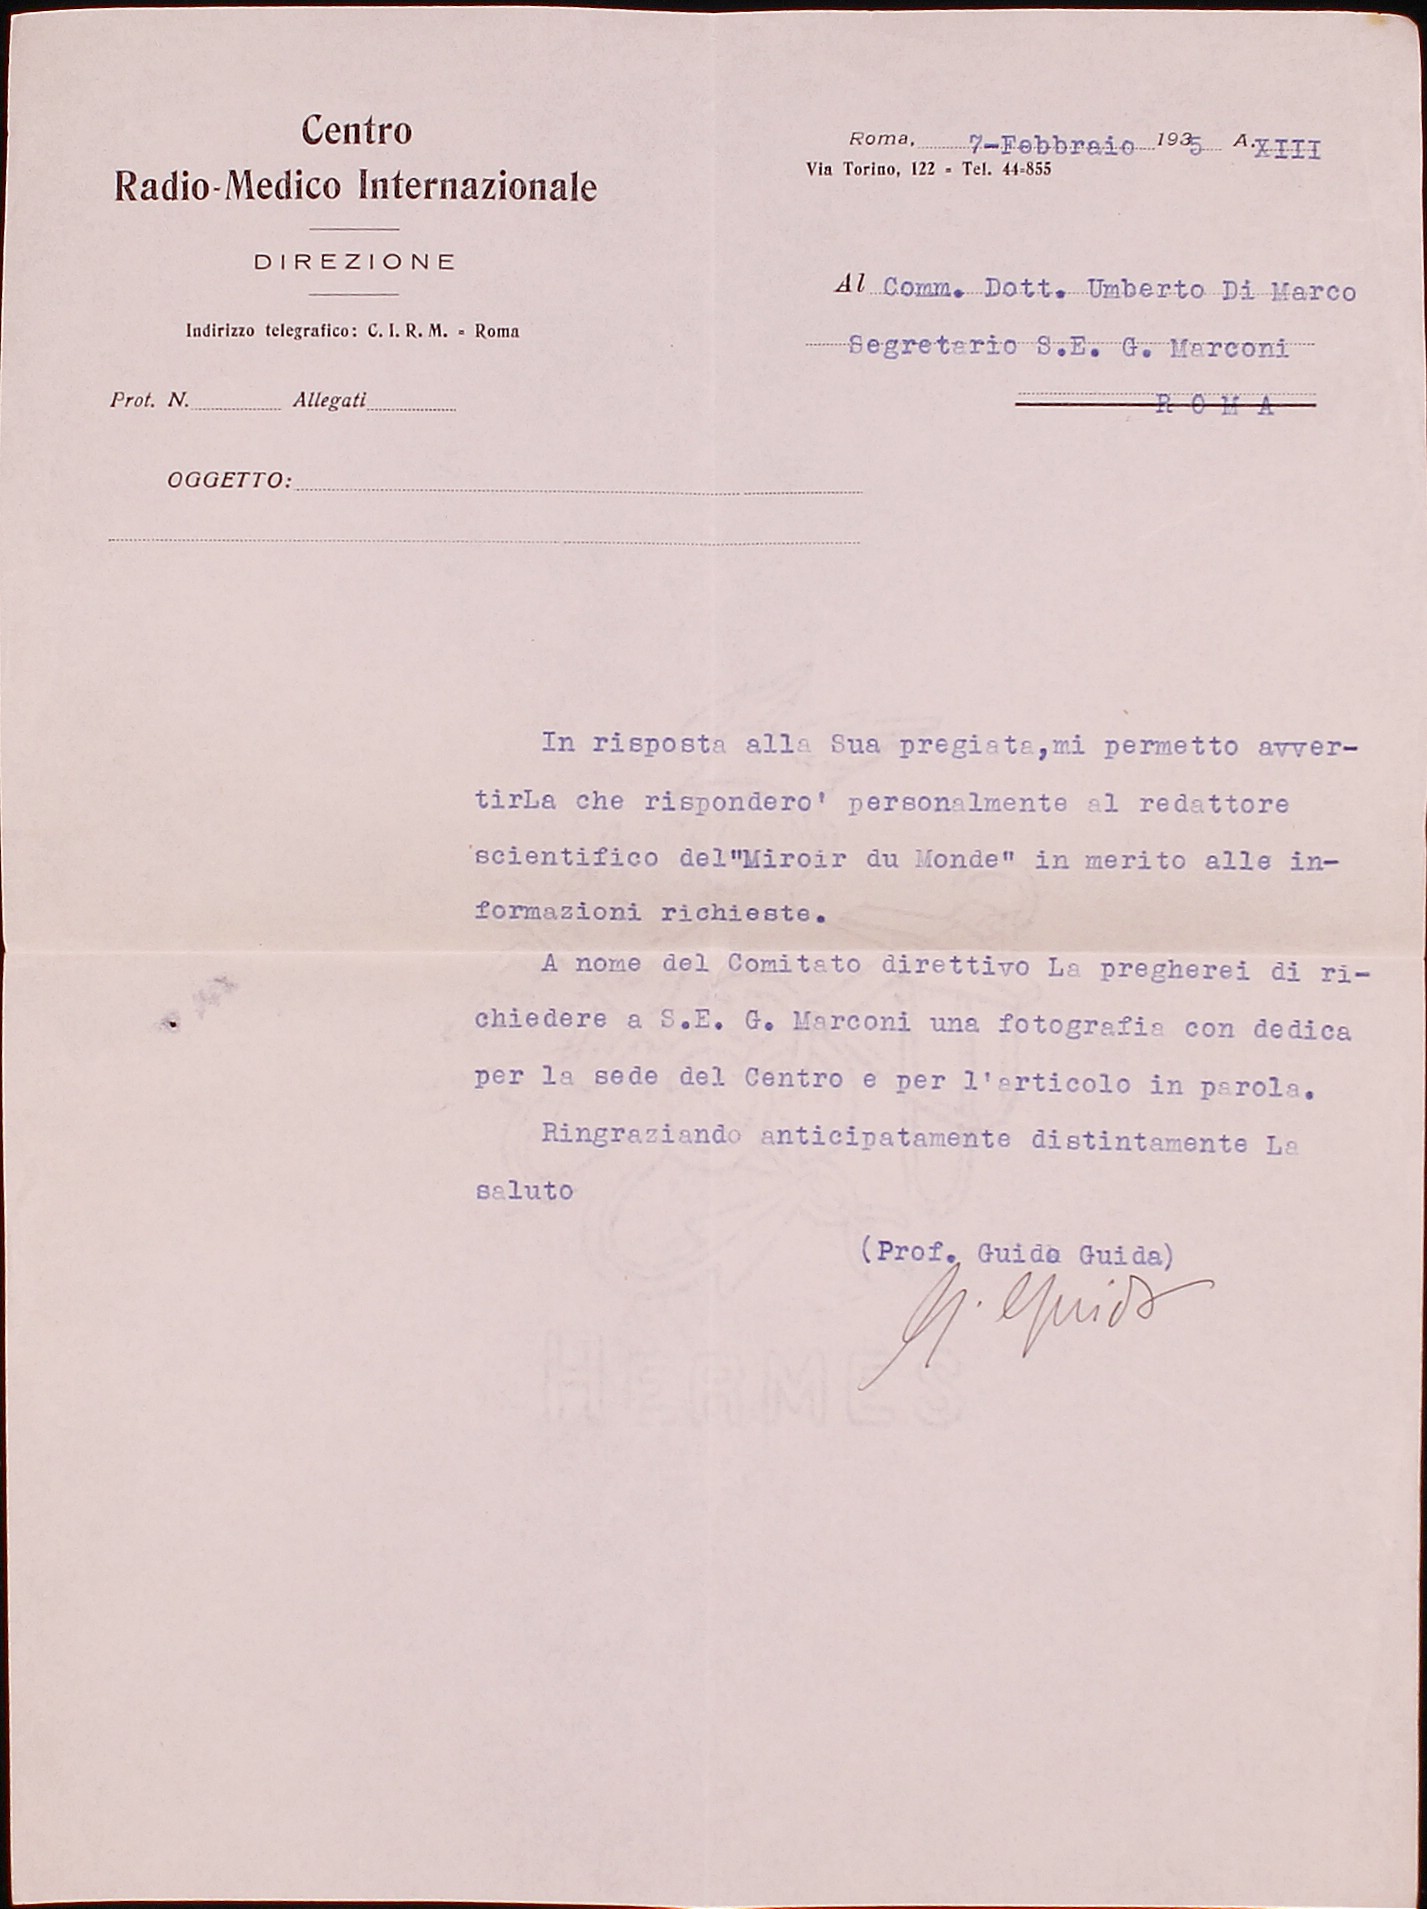 Centro
Radio-Medico Internazionale
DIREZIONE
Indirizzo telegrafico: C. I. R. M. = Roma
Prot. N. Allegati
OGGETTO:
Roma, 7-Febbraio 1935 A. XIII
Via Torino, 122 = Tel. 44=855
Al Comm. Dott. Umberto Di Marco
Segretario S.E. G. Marconi
R O M A
In risposta alla Sua pregiata,mi permetto avver-
tirLa che rispondero' personalmente al redattore
scientifico del"Miroir du Monde" in merito alle in-
formazioni richieste.
A nome del Comitato direttivo La pregherei di ri-
chiedere a S.E. G. Marconi una fotografia con dedica
per la sede del Centro e per l'articolo in parola.
Ringraziando anticipatamente distintamente La
saluto
(Prof. Guido Guida)
G. Guida
HERMES